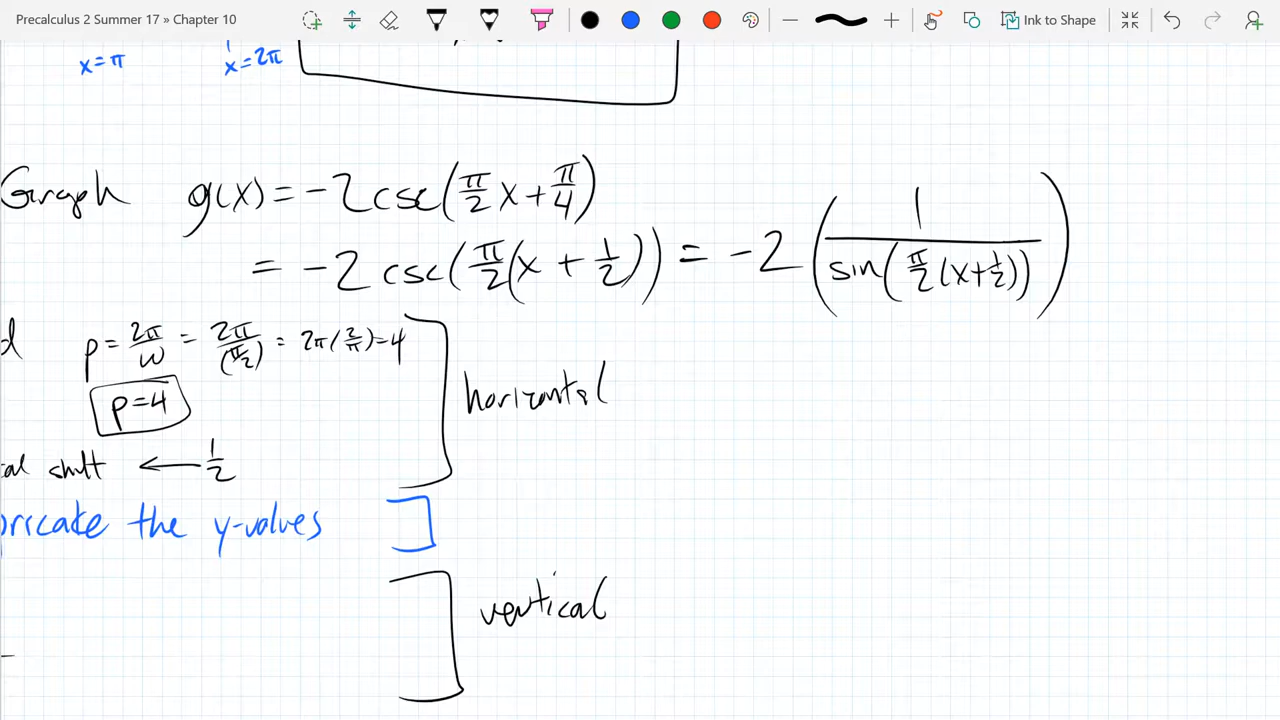 Precalculus 2 Summer 17 » Chapter 10
Ink to Shape
x=π
x=2π
Graph g(x) = -2csc(π/2 x + π/4)
= -2 csc(π/2(x + 1/2)) = -2 (1/sin(π/2(x+1/2)))
p = 2π/ω = 2π/(π/2) = 2π(2/π)=4
p=4
horizontal
shift ← 1/2
the y-values
vertical